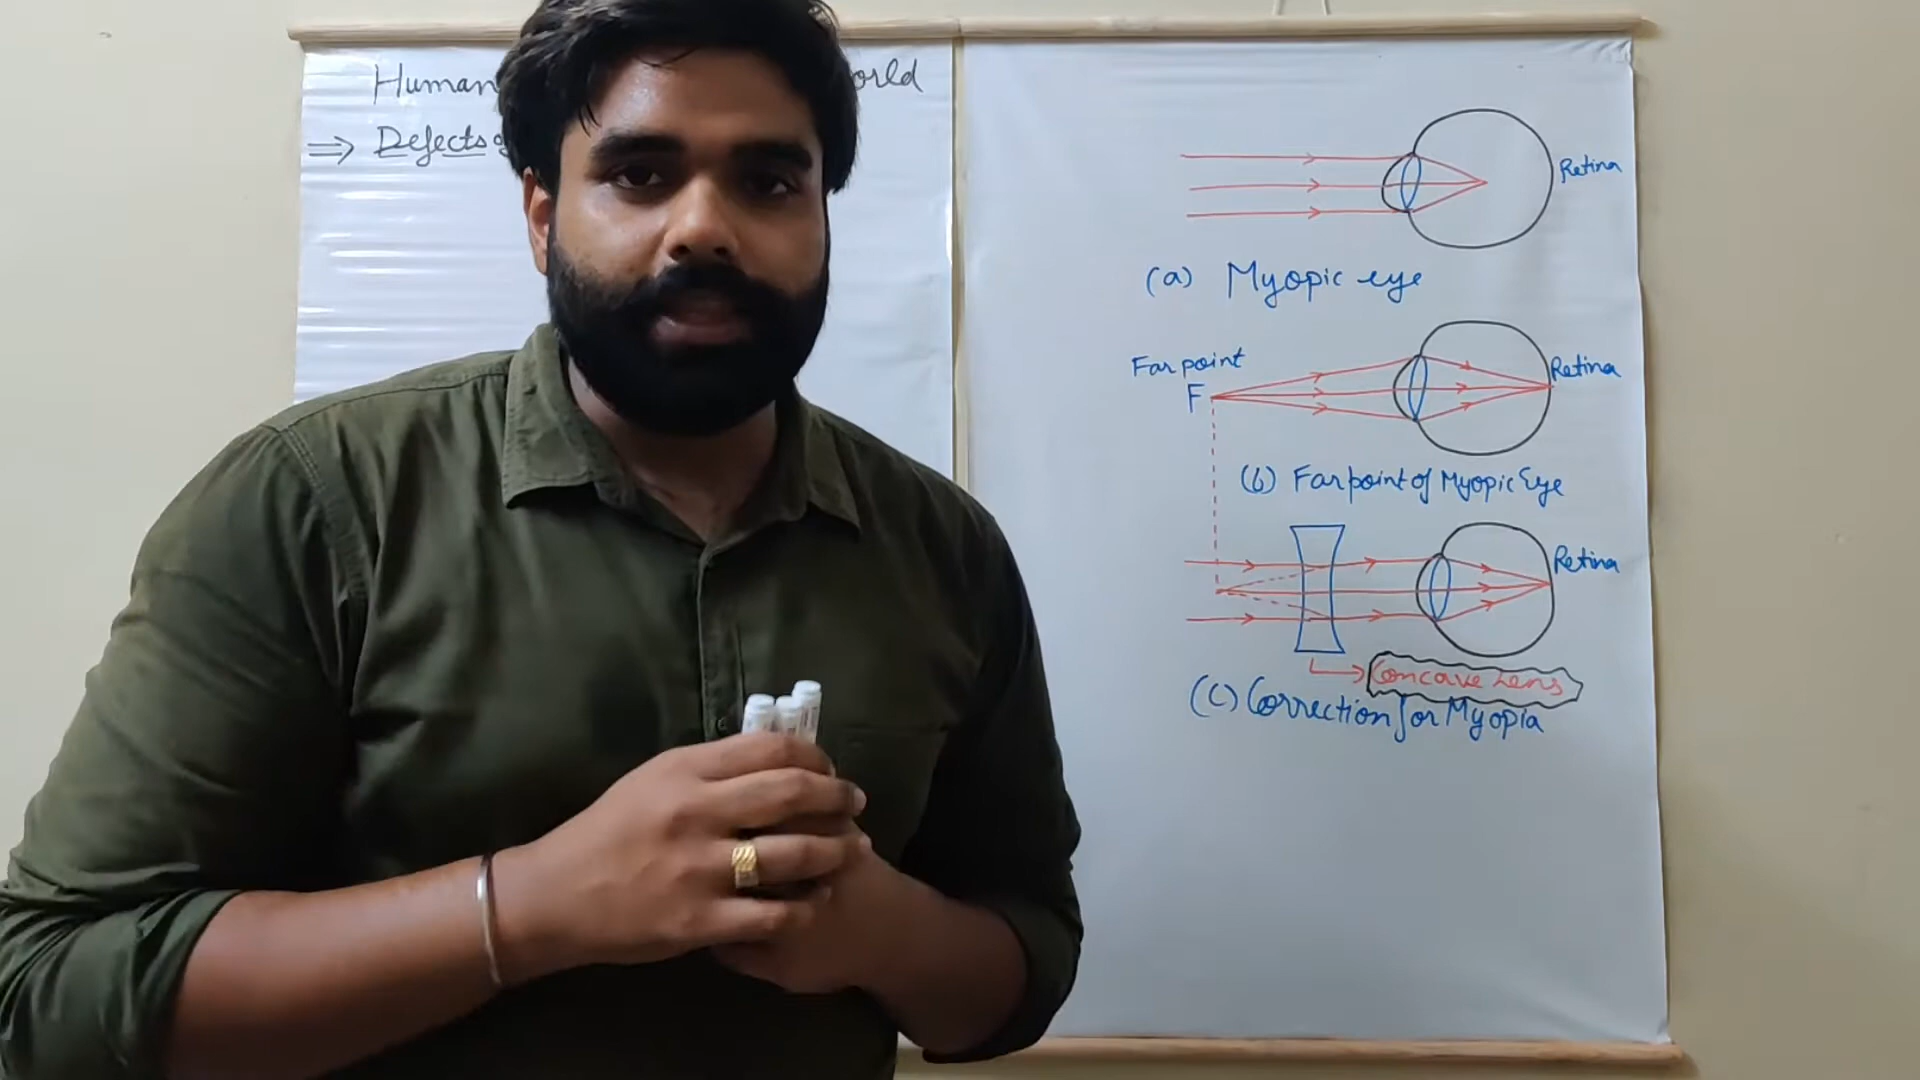 Human orld
⇒ Defects
Retina
(a) Myopic eye
Far point
F
Retina
(b) Far point of Myopic Eye
Retina
Concave Lens
(C) Correction for Myopia